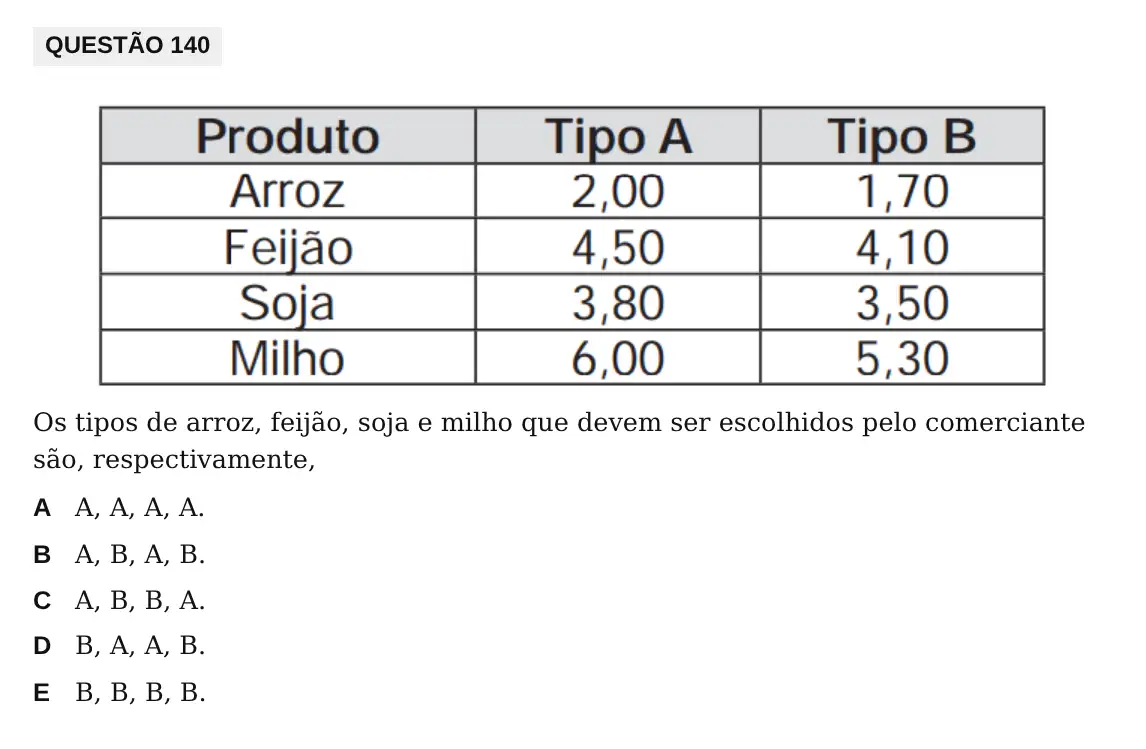 QUESTÃO 140
Produto Tipo A Tipo B
Arroz 2,00 1,70
Feijão 4,50 4,10
Soja 3,80 3,50
Milho 6,00 5,30
Os tipos de arroz, feijão, soja e milho que devem ser escolhidos pelo comerciante
são, respectivamente,
A A, A, A, A.
B A, B, A, B.
C A, B, B, A.
D B, A, A, B.
E B, B, B, B.